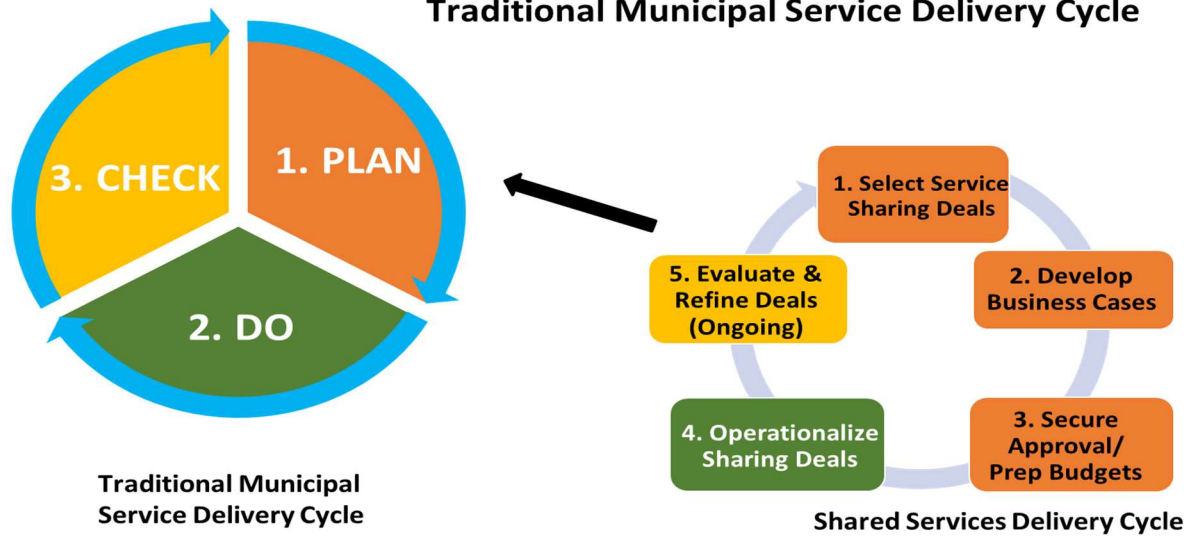 Traditional Municipal Service Delivery Cycle
3. CHECK
1. PLAN
2. DO
Traditional Municipal
Service Delivery Cycle
1. Select Service
Sharing Deals
2. Develop
Business Cases
3. Secure
Approval/
Prep Budgets
4. Operationalize
Sharing Deals
5. Evaluate &
Refine Deals
(Ongoing)
Shared Services Delivery Cycle